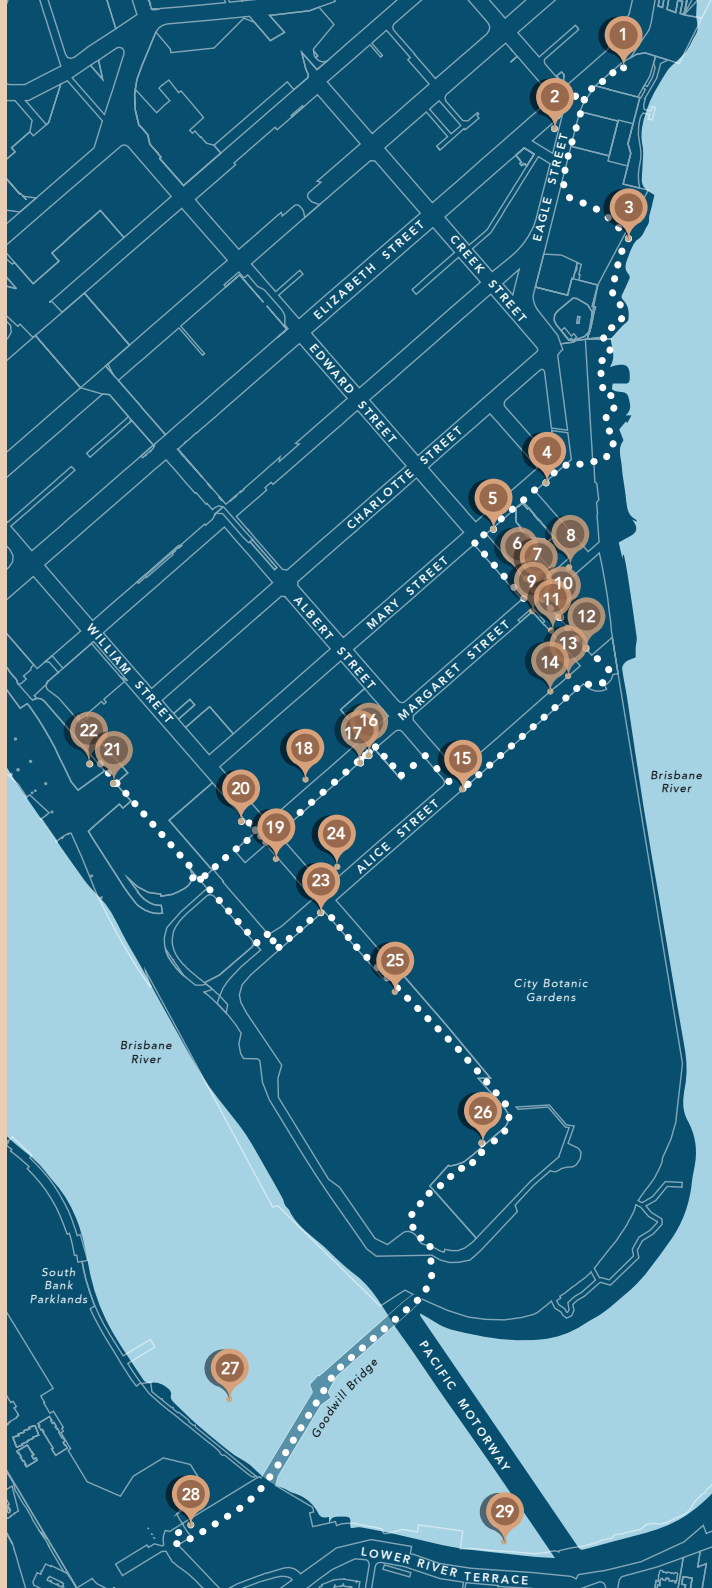 1
2
EAGLE STREET
3
ELIZABETH STREET
CREEK STREET
EDWARD STREET
CHARLOTTE STREET
4
5
6
7
8
9
10
11
12
13
14
MARY STREET
ALBERT STREET
MARGARET STREET
WILLIAM STREET
22
21
16
17
18
15
20
19
24
23
ALICE STREET
Brisbane
River
25
City Botanic
Gardens
Brisbane
River
26
South
Bank
Parklands
27
Goodwill Bridge
PACIFIC MOTORWAY
28
29
LOWER RIVER TERRACE